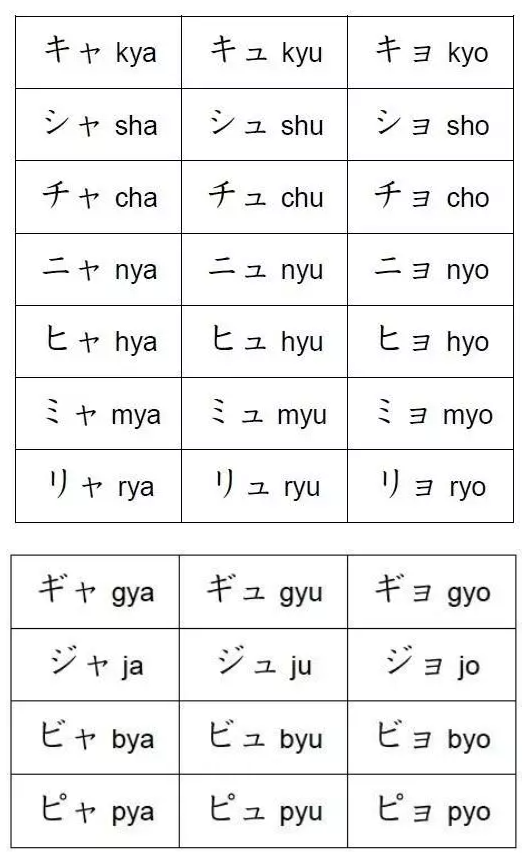 キャ kya キュ kyu キョ kyo
シャ sha シュ shu ショ sho
チャ cha チュ chu チョ cho
ニャ nya ニュ nyu ニョ nyo
ヒャ hya ヒュ hyu ヒョ hyo
ミャ mya ミュ myu ミョ myo
リャ rya リュ ryu リョ ryo
ギャ gya ギュ gyu ギョ gyo
ジャ ja ジュ ju ジョ jo
ビャ bya ビュ byu ビョ byo
ピャ pya ピュ pyu ピョ pyo